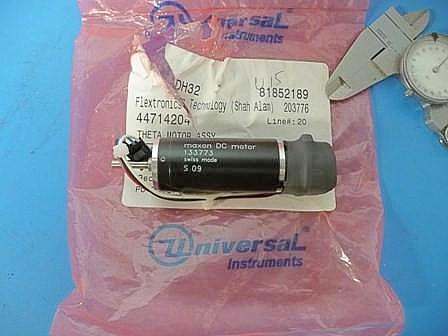 Universal
Instruments
DH32
U15
81852189
Flextronics Technology (Shah Alam) 203776
44714204
Line#: 20
THETA MOTOR ASSY
maxon DC motor
133773
swiss made
S 09
Universal
Instruments